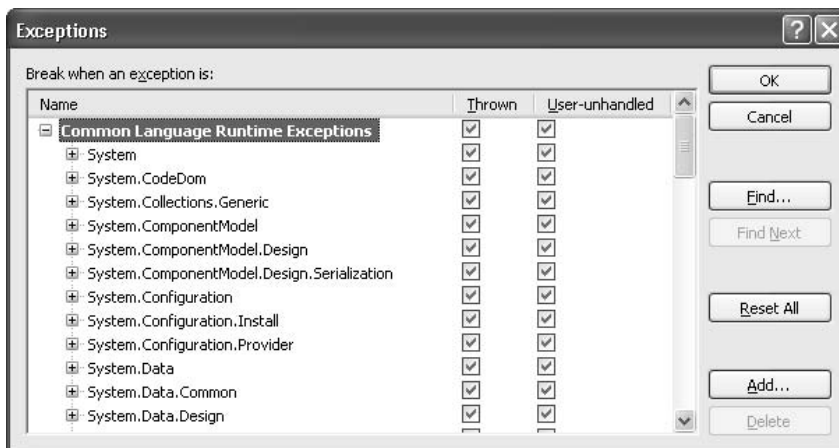 Exceptions
Break when an exception is:
Name Thrown User-unhandled
Common Language Runtime Exceptions
System
System.CodeDom
System.Collections.Generic
System.ComponentModel
System.ComponentModel.Design
System.ComponentModel.Design.Serialization
System.Configuration
System.Configuration.Install
System.Configuration.Provider
System.Data
System.Data.Common
System.Data.Design
OK
Cancel
Find...
Find Next
Reset All
Add...
Delete